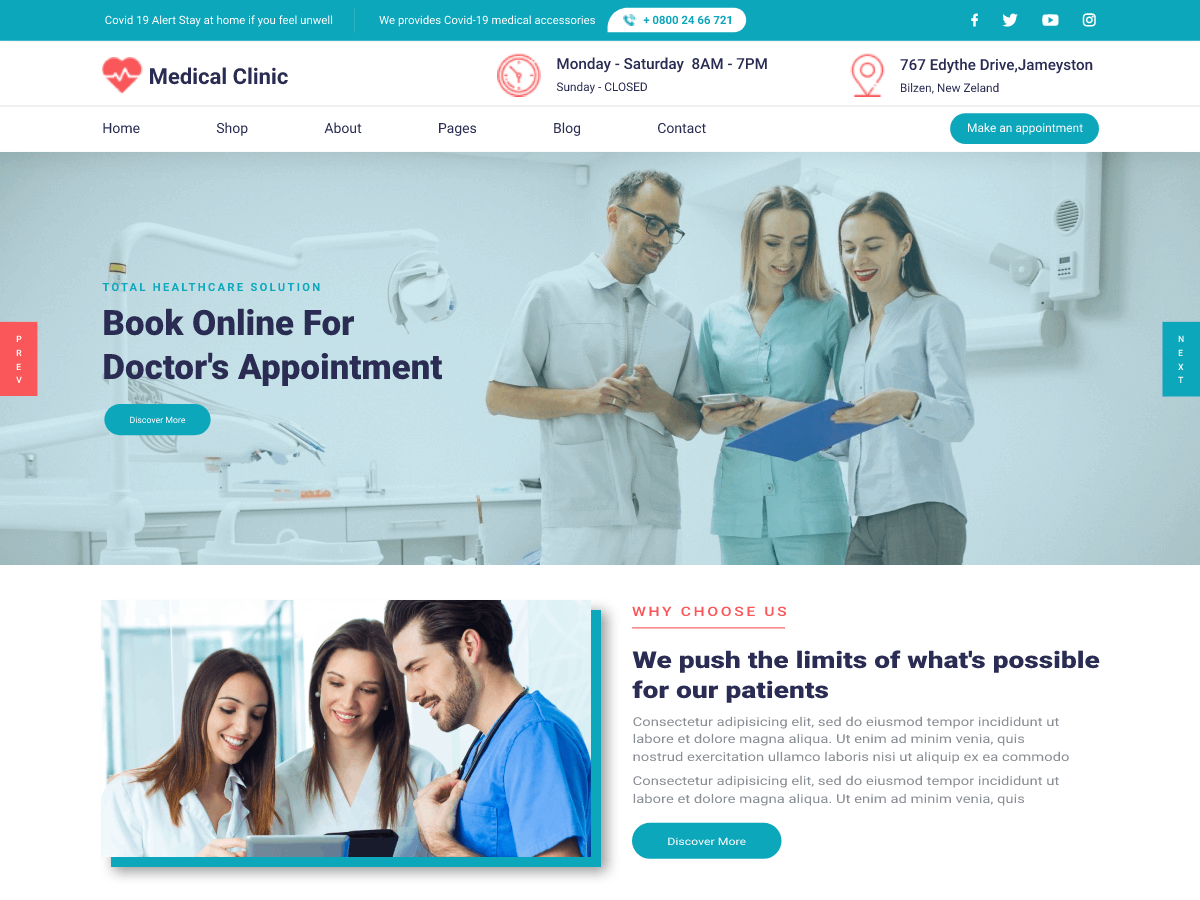 Covid 19 Alert Stay at home if you feel unwell
We provides Covid-19 medical accessories
+ 0800 24 66 721
Medical Clinic
Monday - Saturday  8AM - 7PM
Sunday - CLOSED
767 Edythe Drive,Jameyston
Bilzen, New Zeland
Home
Shop
About
Pages
Blog
Contact
Make an appointment
TOTAL HEALTHCARE SOLUTION
Book Online For
Doctor's Appointment
Discover More
PREV
NEXT
WHY CHOOSE US
We push the limits of what's possible
for our patients
Consectetur adipisicing elit, sed do eiusmod tempor incididunt ut
labore et dolore magna aliqua. Ut enim ad minim venia, quis
nostrud exercitation ullamco laboris nisi ut aliquip ex ea commodo
Consectetur adipisicing elit, sed do eiusmod tempor incididunt ut
labore et dolore magna aliqua. Ut enim ad minim venia, quis
Discover More